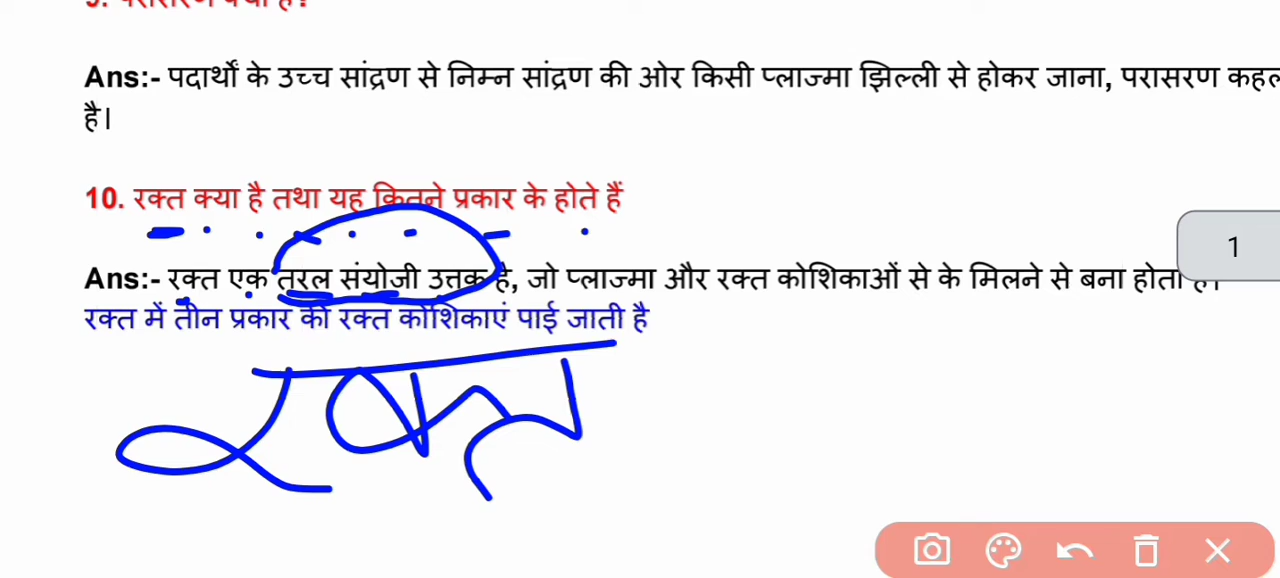 Ans:- पदार्थों के उच्च सांद्रण से निम्न सांद्रण की ओर किसी प्लाज्मा झिल्ली से होकर जाना, परासरण
है।
10. रक्त क्या है तथा यह कितने प्रकार के होते हैं
1
Ans:- रक्त एक तरल संयोजी उत्तक है, जो प्लाज्मा और रक्त कोशिकाओं से के मिलने से बना होता
रक्त में तीन प्रकार की रक्त कोशिकाएं पाई जाती है
रक्त